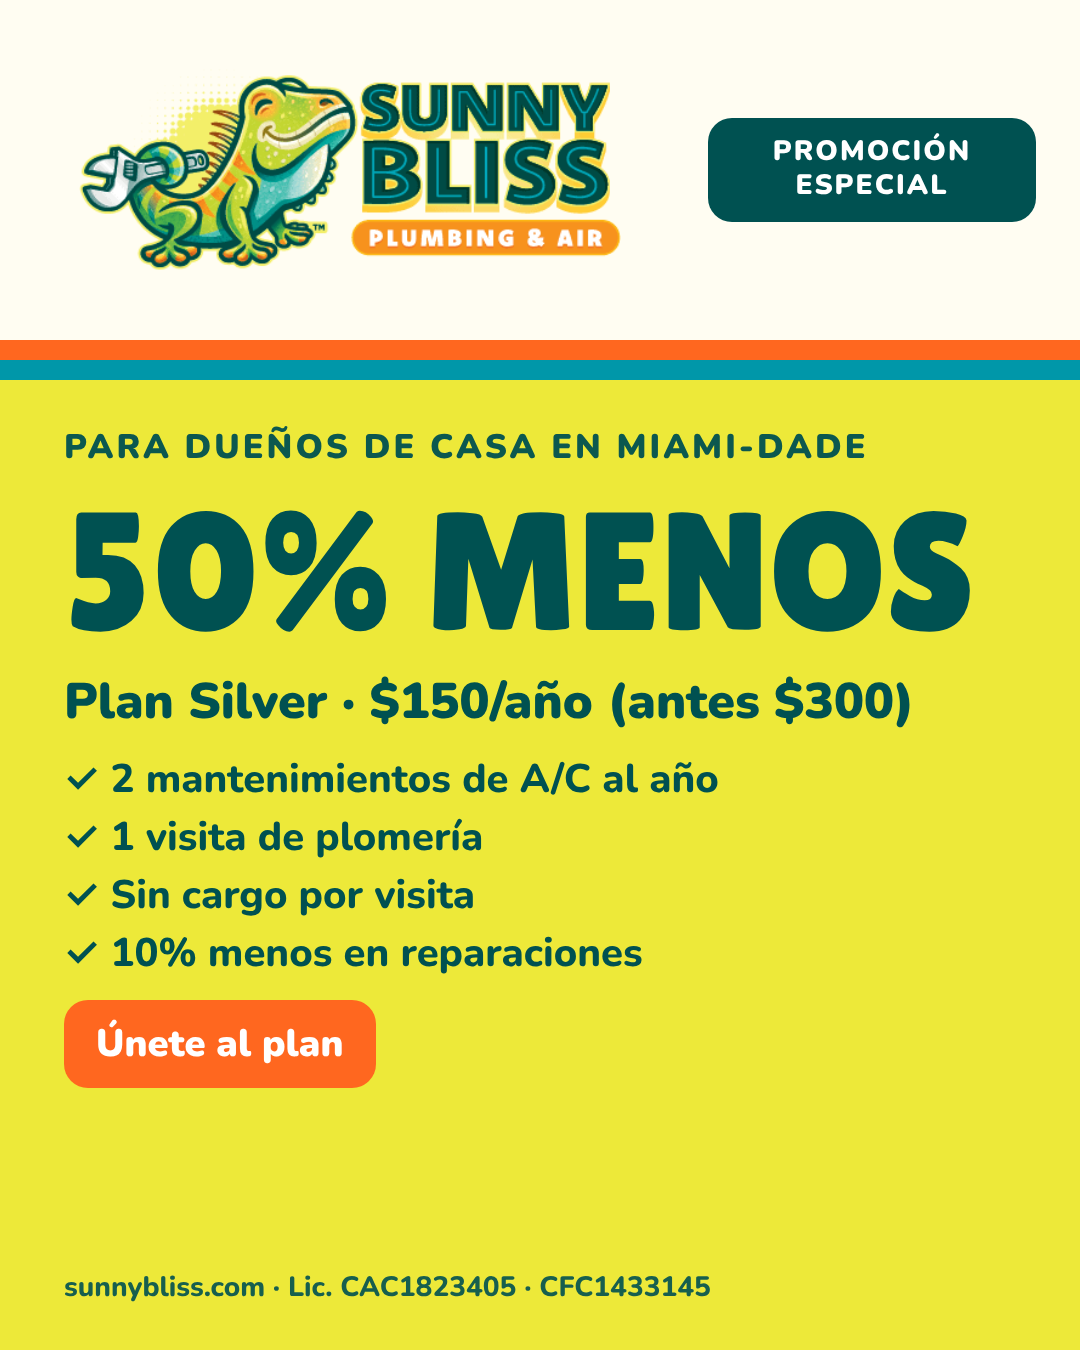 SUNNY
BLISS
PLUMBING & AIR
™
PROMOCIÓN
ESPECIAL
PARA DUEÑOS DE CASA EN MIAMI-DADE
50% MENOS
Plan Silver · $150/año (antes $300)
✓ 2 mantenimientos de A/C al año
✓ 1 visita de plomería
✓ Sin cargo por visita
✓ 10% menos en reparaciones
Únete al plan
sunnybliss.com · Lic. CAC1823405 · CFC1433145